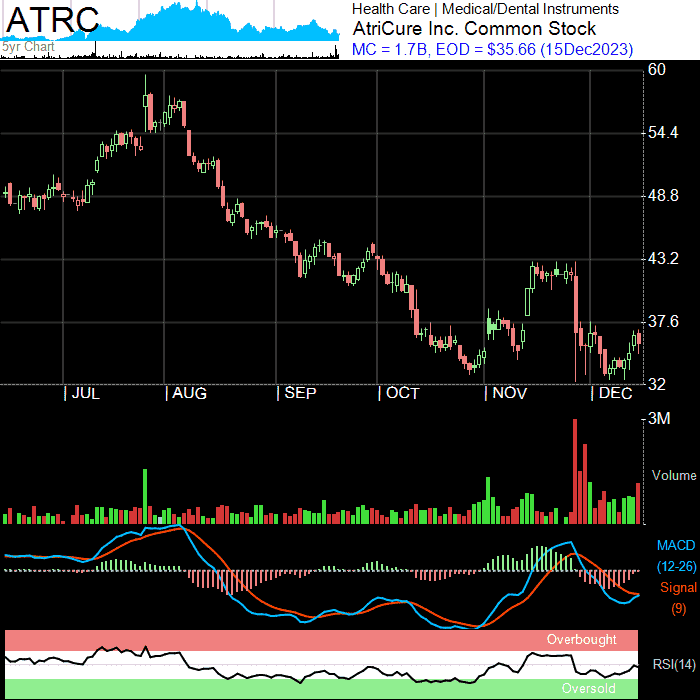 ATRC
5yr Chart
Health Care | Medical/Dental Instruments
AtriCure Inc. Common Stock
MC = 1.7B, EOD = $35.66 (15Dec2023)
60
54.4
48.8
43.2
37.6
32
| JUL | AUG | SEP | OCT | NOV | DEC
3M
Volume
MACD
(12-26)
Signal
(9)
Overbought
RSI(14)
Oversold